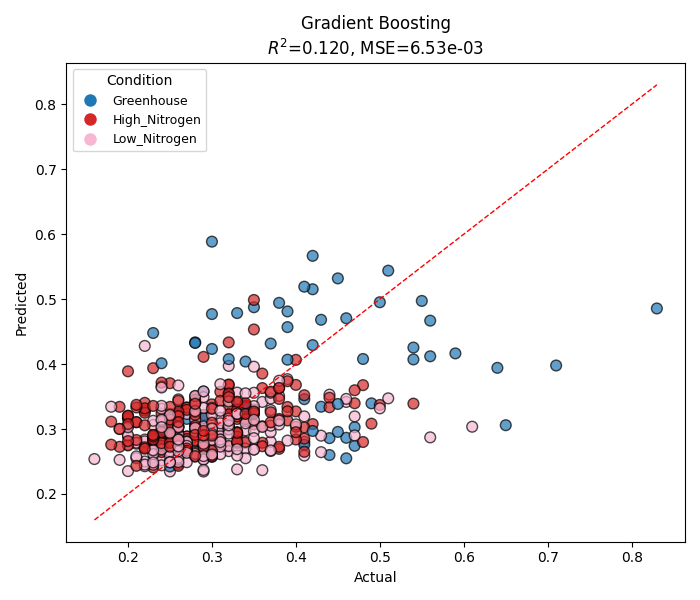 Gradient Boosting
R²=0.120, MSE=6.53e-03
Condition
Greenhouse
High_Nitrogen
Low_Nitrogen
Predicted
0.8
0.7
0.6
0.5
0.4
0.3
0.2
0.2 0.3 0.4 0.5 0.6 0.7 0.8
Actual